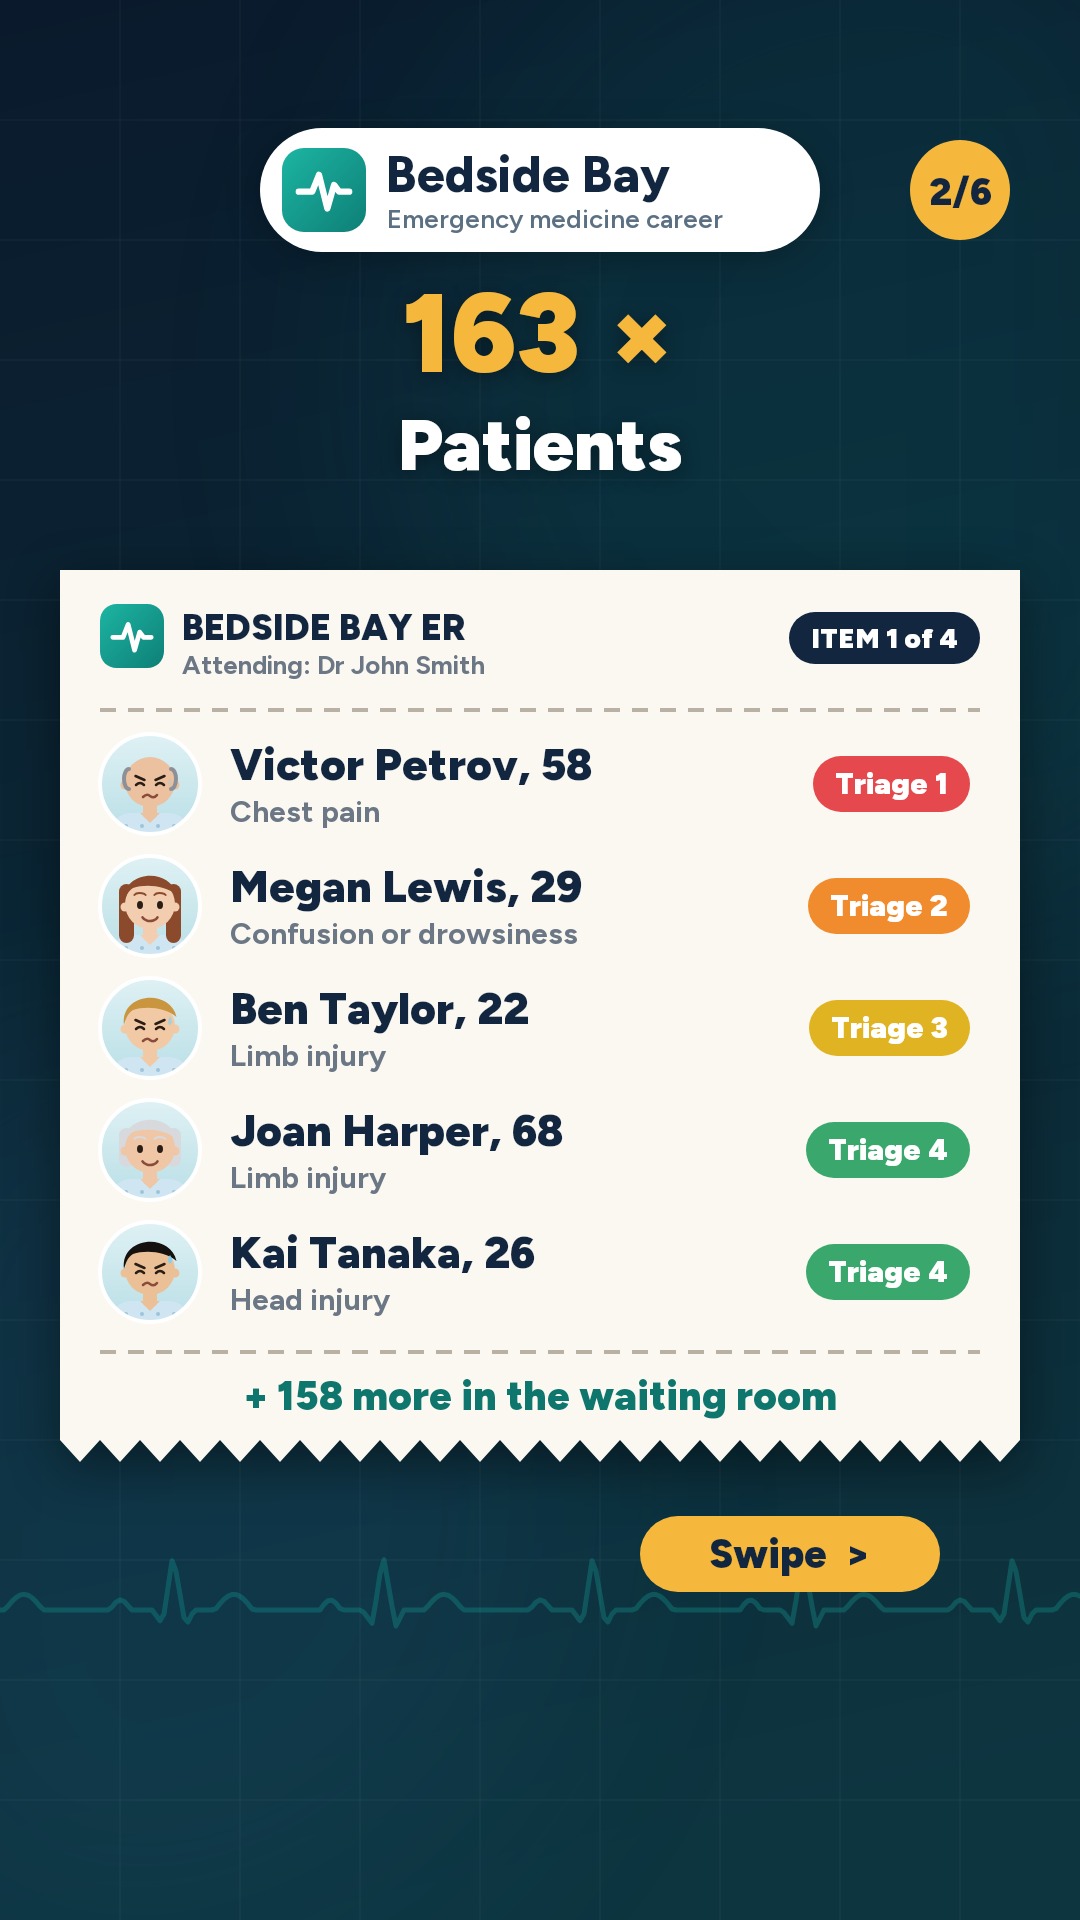 Bedside Bay
Emergency medicine career
2/6
163 ×
Patients
BEDSIDE BAY ER
Attending: Dr John Smith
ITEM 1 of 4
Victor Petrov, 58
Chest pain
Triage 1
Megan Lewis, 29
Confusion or drowsiness
Triage 2
Ben Taylor, 22
Limb injury
Triage 3
Joan Harper, 68
Limb injury
Triage 4
Kai Tanaka, 26
Head injury
Triage 4
+ 158 more in the waiting room
Swipe >